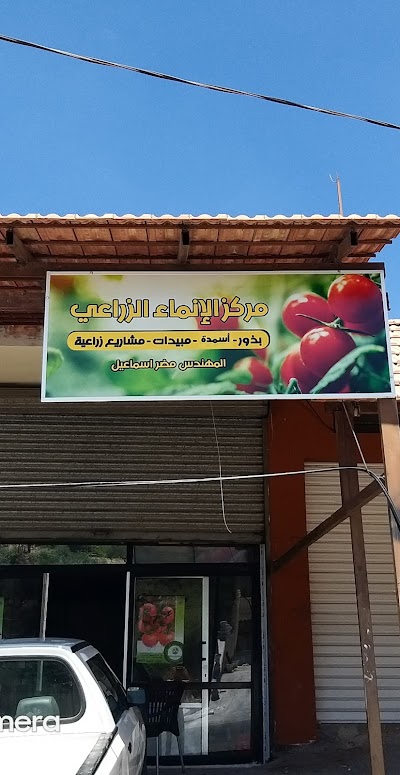 مركز الإنماء الزراعي
بذور - أسمدة - مبيدات - مشاريع زراعية
المهندس مضر اسماعيل
mera